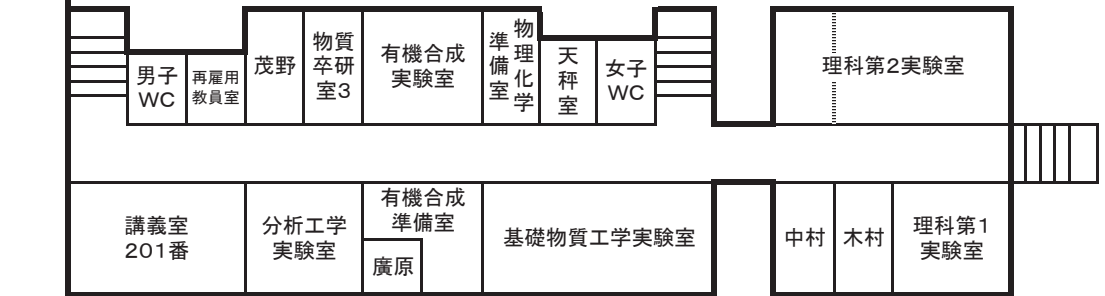 男子
WC
再雇用
教員室
茂野
物質
卒研
室3
有機合成
実験室
物理化学
準備室
天秤室
女子
WC
理科第2実験室
講義室
201番
分析工学
実験室
有機合成
準備室
廣原
基礎物質工学実験室
中村
木村
理科第1
実験室